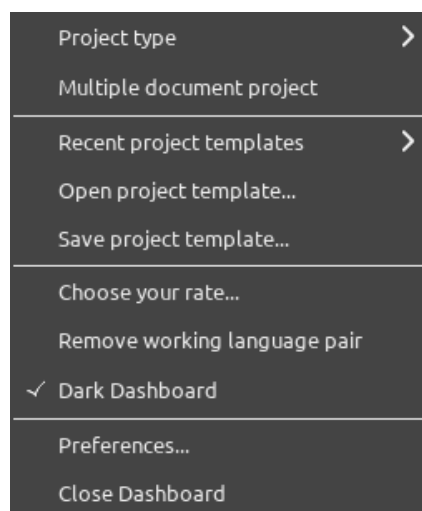 Project type
Multiple document project
Recent project templates
Open project template...
Save project template...
Choose your rate...
Remove working language pair
Dark Dashboard
Preferences...
Close Dashboard